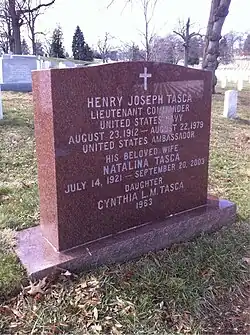 HENRY JOSEPH TASCA
LIEUTENANT COMMANDER
UNITED STATES NAVY
AUGUST 23, 1912 — AUGUST 22, 1979
UNITED STATES AMBASSADOR
HIS BELOVED WIFE
NATALINA TASCA
JULY 14, 1921 — SEPTEMBER 20, 2003
DAUGHTER
CYNTHIA L.M. TASCA
1953